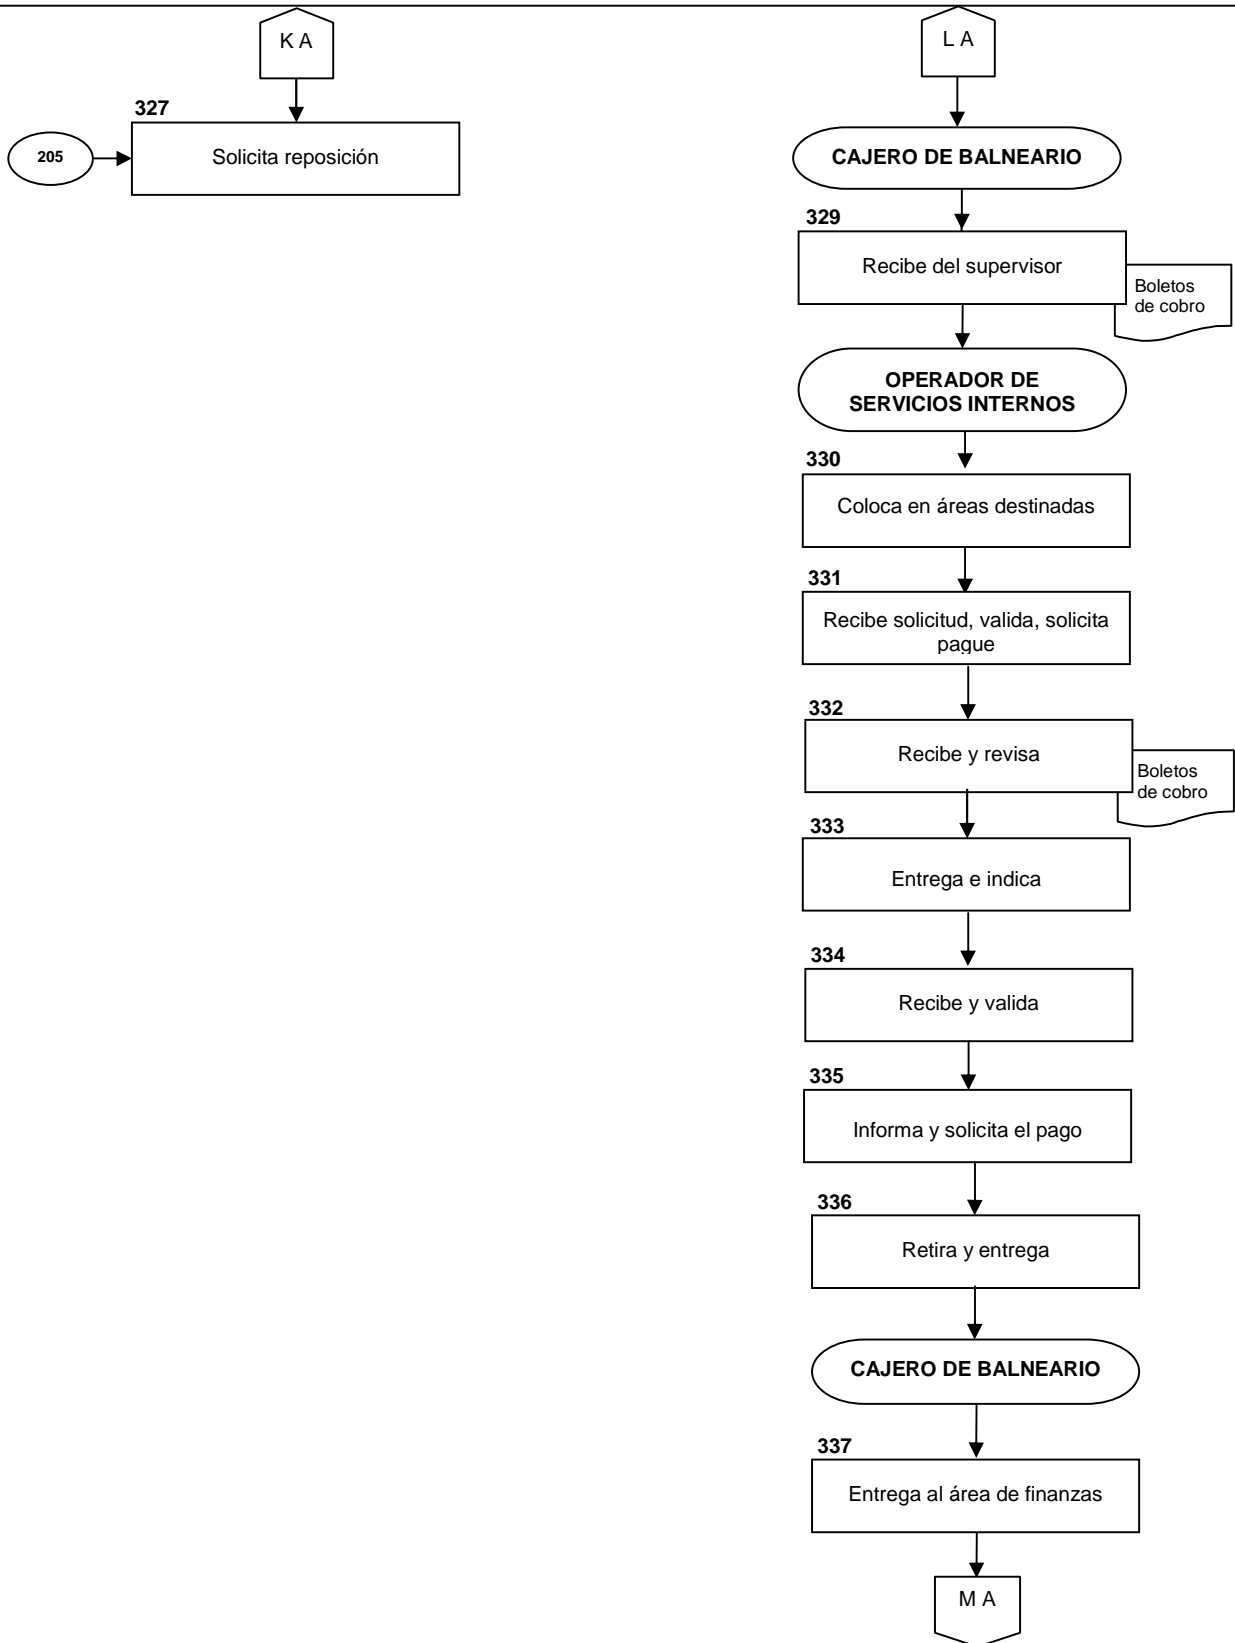 K A
327
205
Solicita reposición
L A
CAJERO DE BALNEARIO
329
Recibe del supervisor
Boletos
de cobro
OPERADOR DE
SERVICIOS INTERNOS
330
Coloca en áreas destinadas
331
Recibe solicitud, valida, solicita
pague
332
Recibe y revisa
Boletos
de cobro
333
Entrega e indica
334
Recibe y valida
335
Informa y solicita el pago
336
Retira y entrega
CAJERO DE BALNEARIO
337
Entrega al área de finanzas
M A